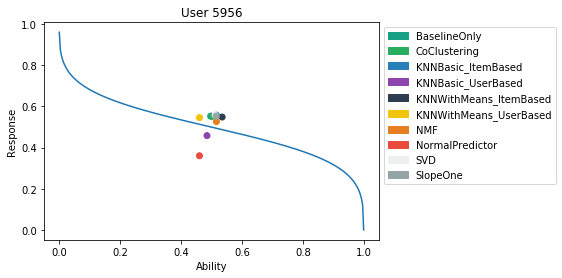 User 5956
1.0
0.8
0.6
0.4
0.2
0.0
Response
0.0 0.2 0.4 0.6 0.8 1.0
Ability
BaselineOnly
CoClustering
KNNBasic_ItemBased
KNNBasic_UserBased
KNNWithMeans_ItemBased
KNNWithMeans_UserBased
NMF
NormalPredictor
SVD
SlopeOne